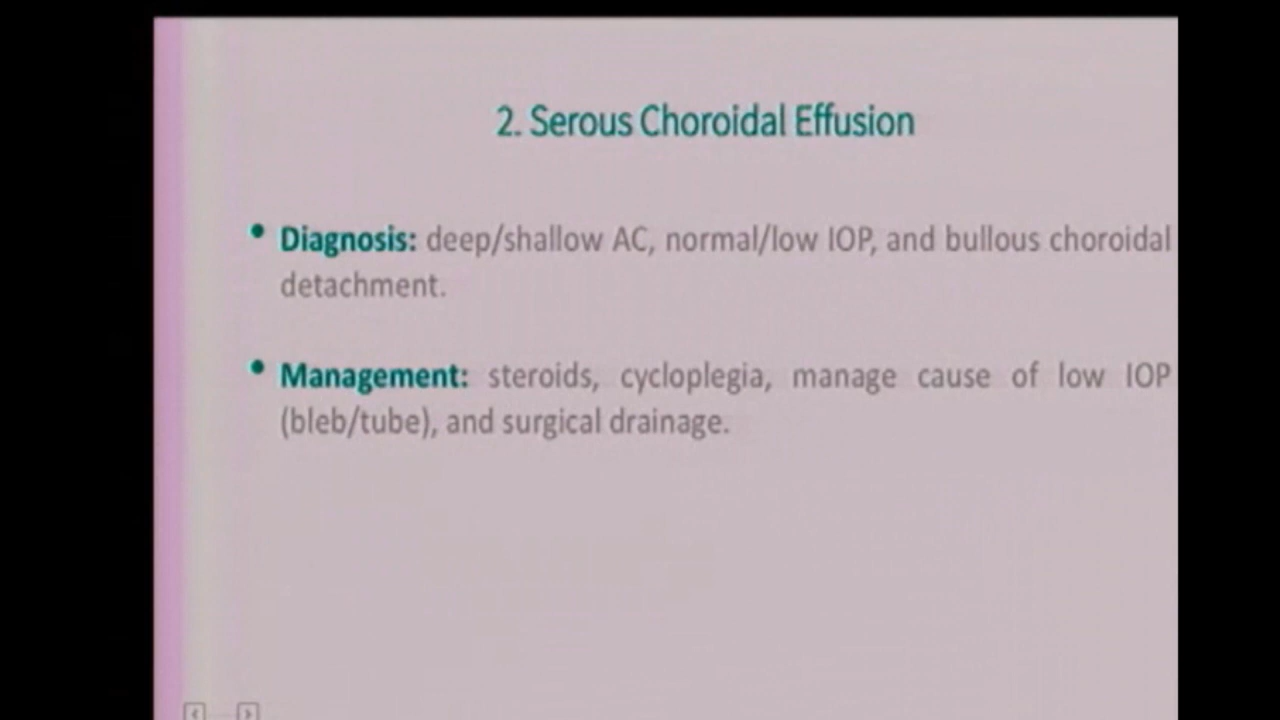 2. Serous Choroidal Effusion
• Diagnosis: deep/shallow AC, normal/low IOP, and bullous choroidal
detachment.
• Management: steroids, cycloplegia, manage cause of low IOP
(bleb/tube), and surgical drainage.